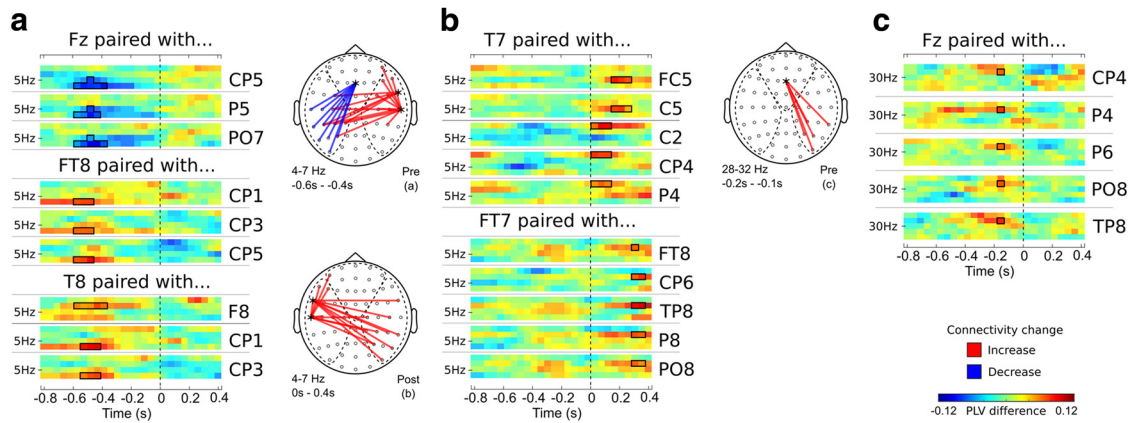 a
Fz paired with...
5Hz CP5
5Hz P5
5Hz PO7
FT8 paired with...
5Hz CP1
5Hz CP3
5Hz CP5
T8 paired with...
5Hz F8
5Hz CP1
5Hz CP3
-0.8 -0.6 -0.4 -0.2 0 0.2 0.4
Time (s)
4-7 Hz
-0.6s - -0.4s
Pre
(a)
4-7 Hz
0s - 0.4s
Post
(b)
b
T7 paired with...
5Hz FC5
5Hz C5
5Hz C2
5Hz CP4
5Hz P4
FT7 paired with...
5Hz FT8
5Hz CP6
5Hz TP8
5Hz P8
5Hz PO8
-0.8 -0.6 -0.4 -0.2 0 0.2 0.4
Time (s)
28-32 Hz
-0.2s - -0.1s
Pre
(c)
c
Fz paired with...
30Hz CP4
30Hz P4
30Hz P6
30Hz PO8
30Hz TP8
-0.8 -0.6 -0.4 -0.2 0 0.2 0.4
Time (s)
Connectivity change
Increase
Decrease
-0.12 PLV difference 0.12